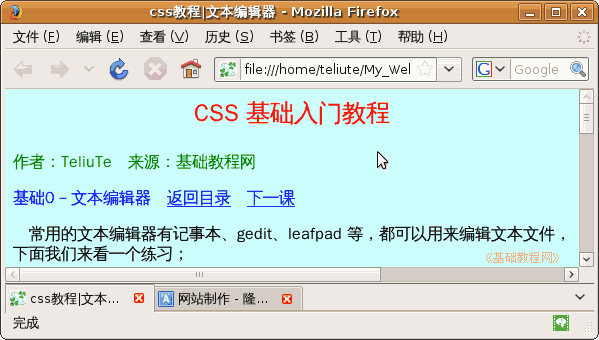 css教程|文本编辑器 - Mozilla Firefox
文件 (F) 编辑 (E) 查看 (V) 历史 (S) 书签 (B) 工具 (T) 帮助 (H)
file:///home/teliute/My_Wel G Google
CSS 基础入门教程
作者：TeliuTe 来源：基础教程网
基础0－文本编辑器 返回目录 下一课
常用的文本编辑器有记事本、gedit、leafpad 等，都可以用来编辑文本文件，
下面我们来看一个练习；
《基础教程网》
css教程|文本... 网站制作 - 隆...
完成